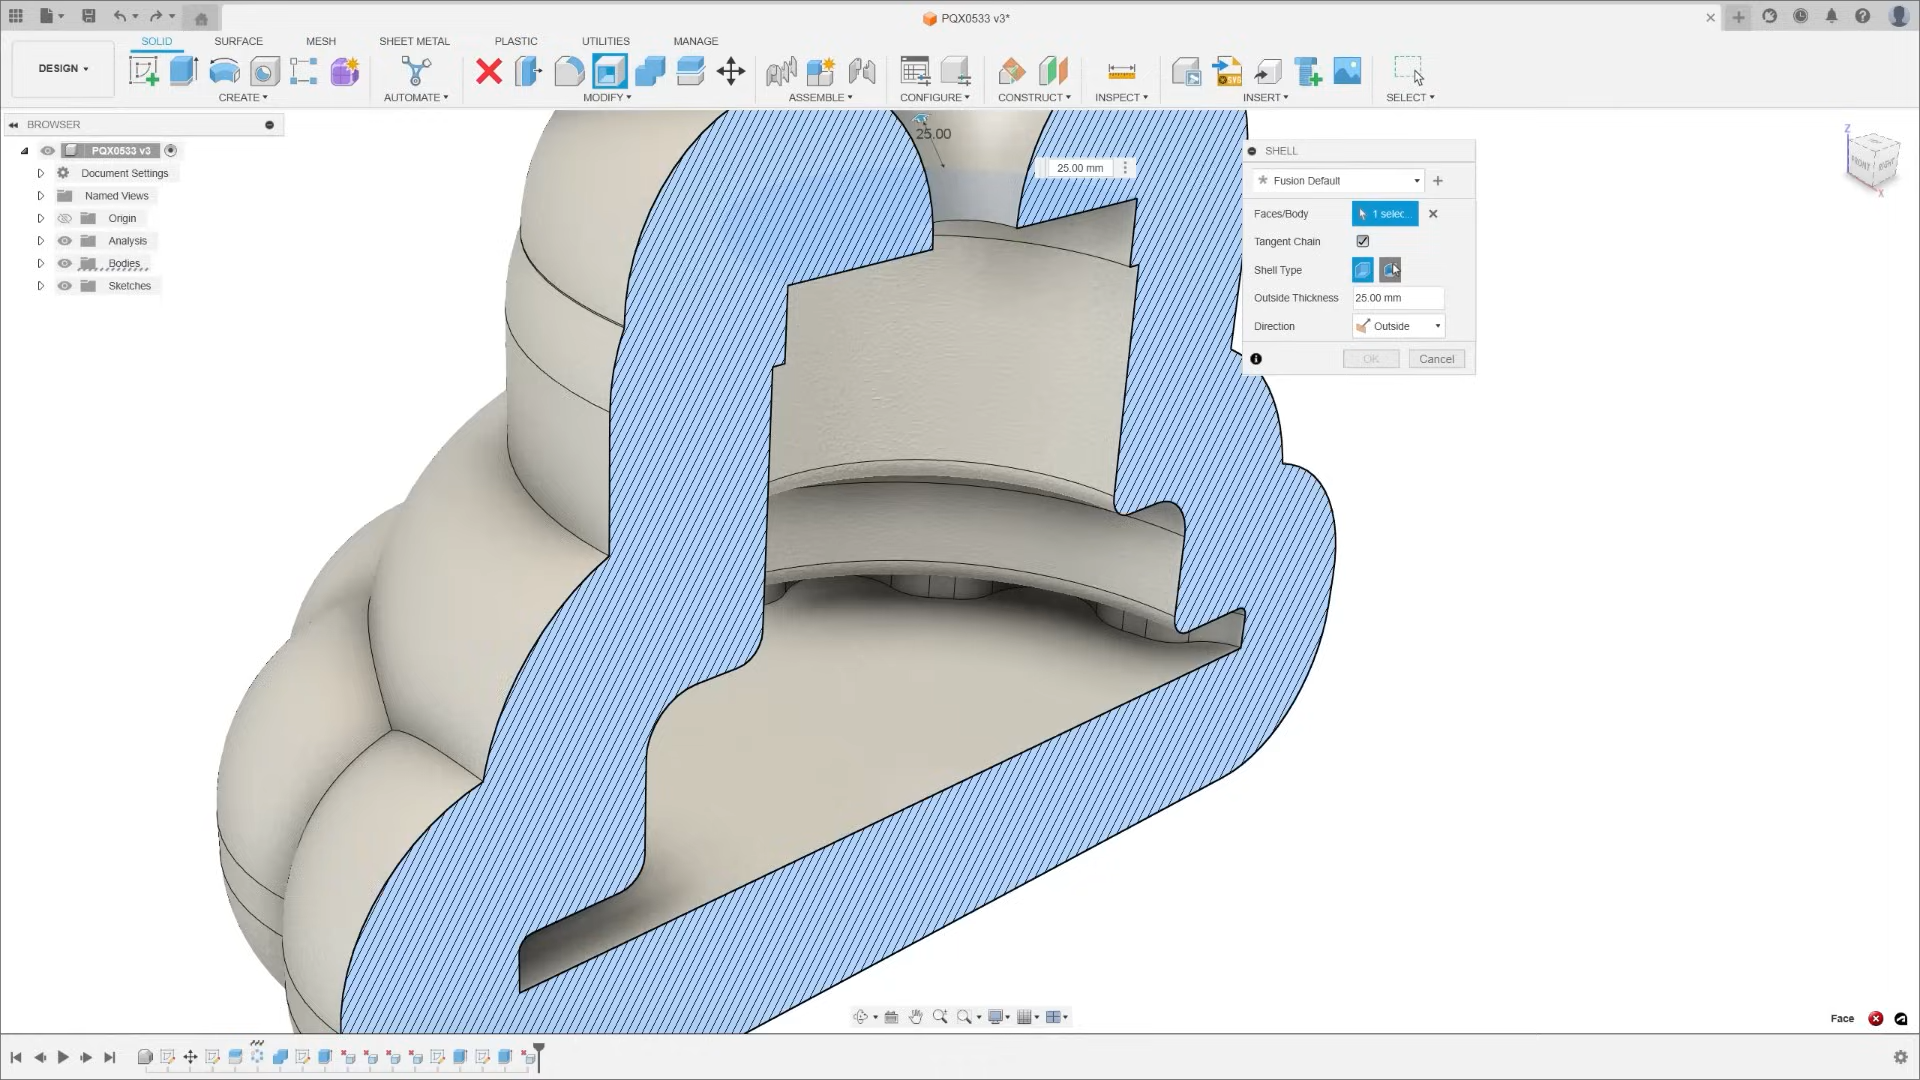 PQX0533 v3*
DESIGN
SOLID
SURFACE
MESH
SHEET METAL
PLASTIC
UTILITIES
MANAGE
CREATE
AUTOMATE
MODIFY
ASSEMBLE
CONFIGURE
CONSTRUCT
INSPECT
INSERT
SELECT
BROWSER
PQX0533 v3
Document Settings
Named Views
Origin
Analysis
Bodies
Sketches
25.00
25.00 mm
SHELL
* Fusion Default
Faces/Body 1 selec...
Tangent Chain
Shell Type
Outside Thickness 25.00 mm
Direction Outside
OK Cancel
Z
FRONT RIGHT
X
Face